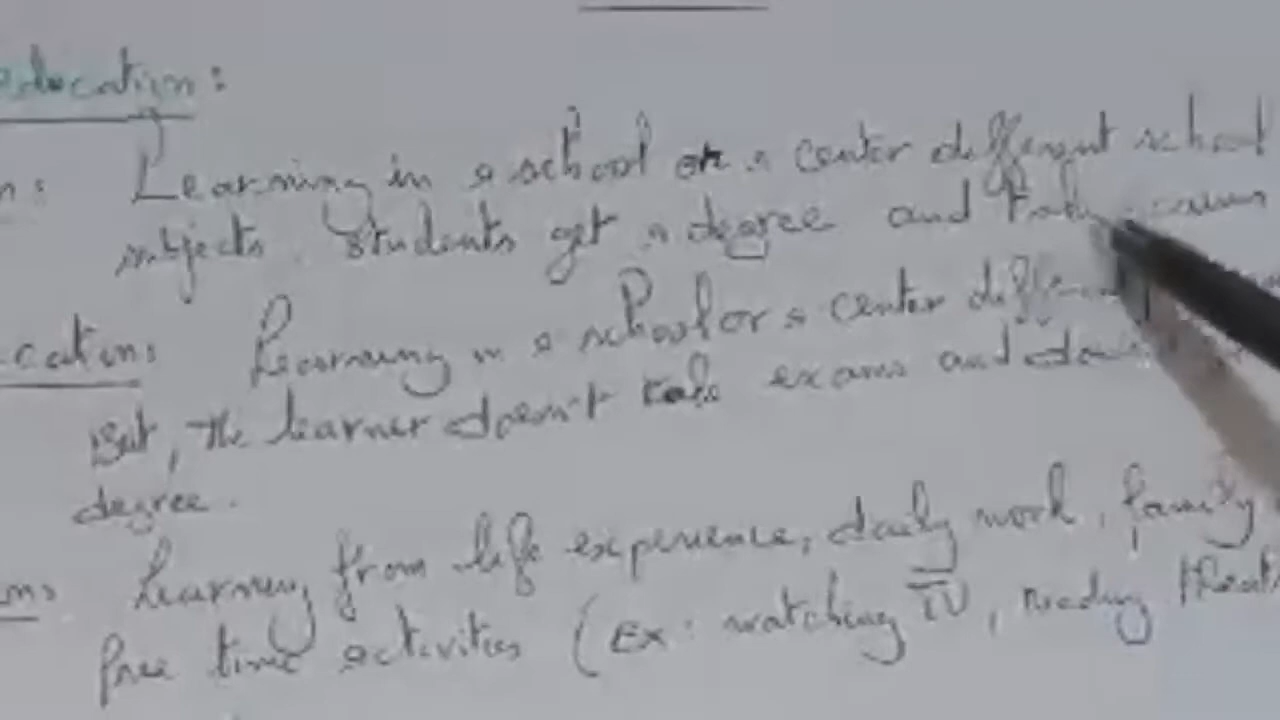 education:
n: Learning in a school or a center different school
subjects. Students get a degree and take exams
cation: Learning in a school or a center
But, the learner doesn't take exams and
degree.
Learning from life experience, daily work, family
free time activities (Ex: watching TV, reading theat